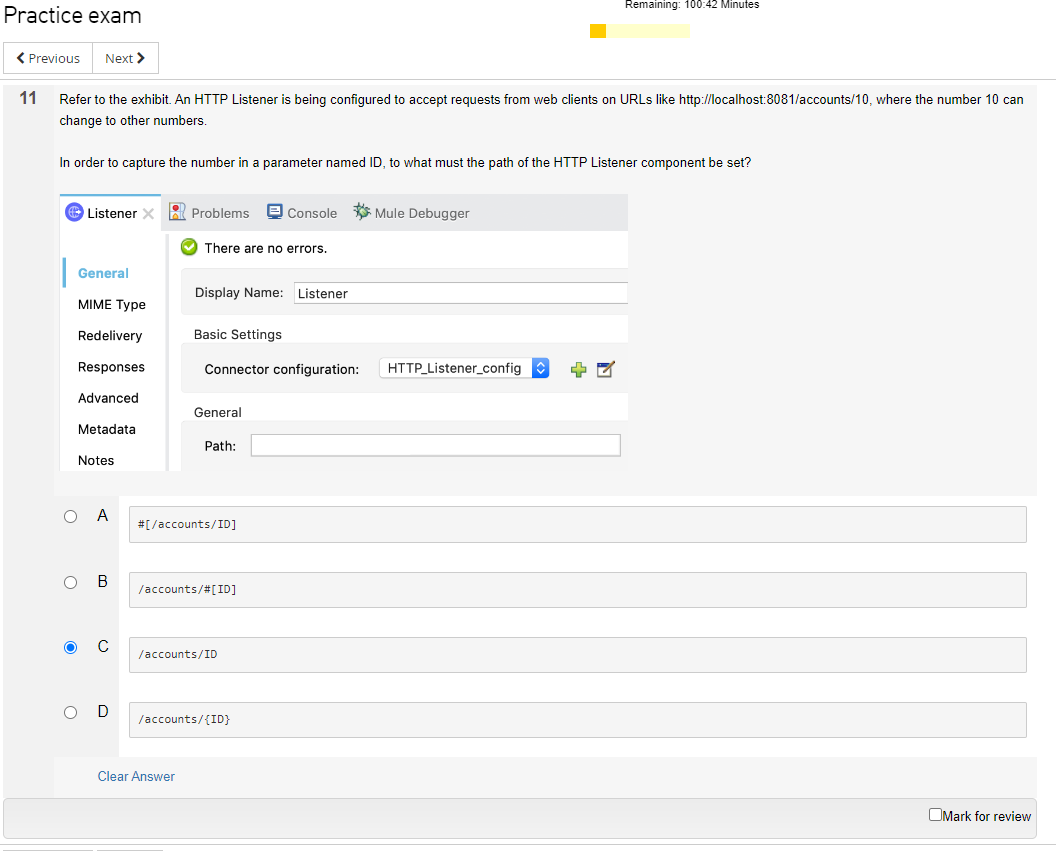 Practice exam
Remaining: 100:42 Minutes
Previous
Next
11
Refer to the exhibit. An HTTP Listener is being configured to accept requests from web clients on URLs like http://localhost:8081/accounts/10, where the number 10 can
change to other numbers.
In order to capture the number in a parameter named ID, to what must the path of the HTTP Listener component be set?
Listener Problems Console Mule Debugger
There are no errors.
General
MIME Type
Redelivery
Responses
Advanced
Metadata
Notes
Display Name: Listener
Basic Settings
Connector configuration: HTTP_Listener_config
General
Path:
A #[/accounts/ID]
B /accounts/#[ID]
C /accounts/ID
D /accounts/{ID}
Clear Answer
Mark for review